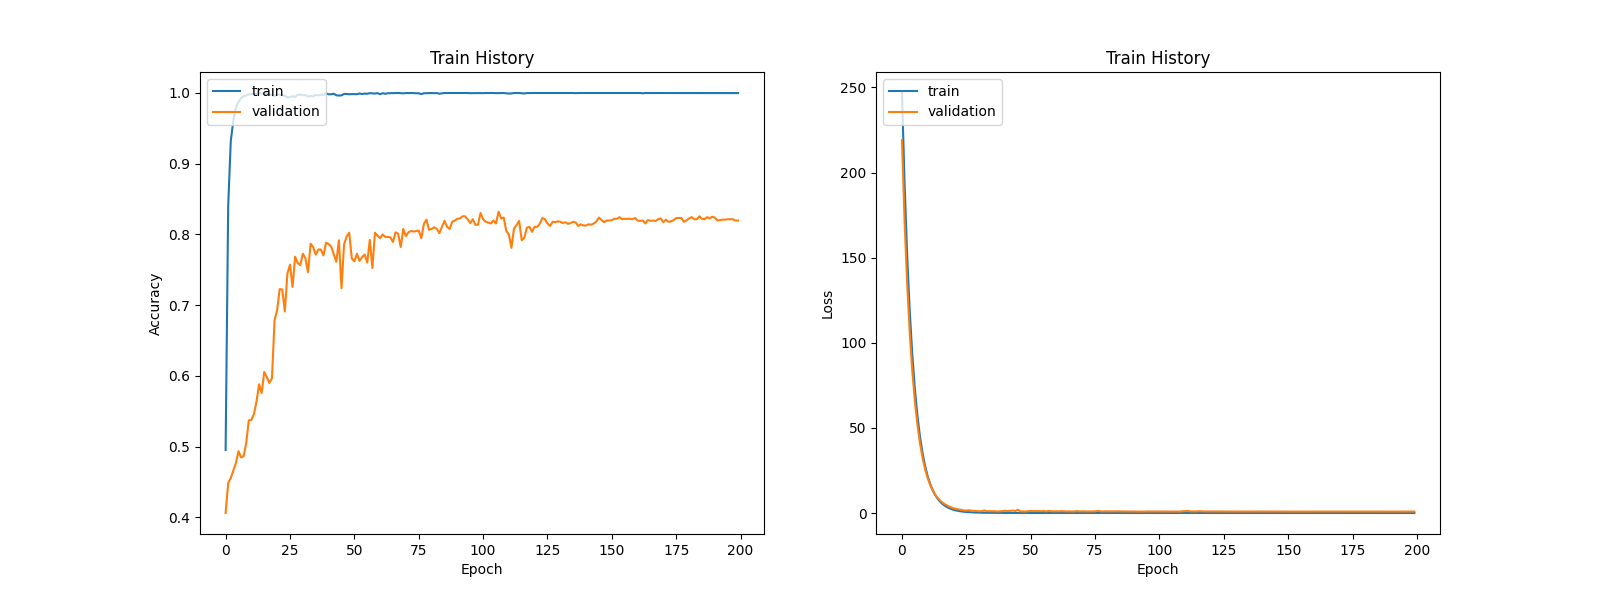 Train History
train
validation
1.0
0.9
0.8
0.7
0.6
0.5
0.4
Accuracy
0 25 50 75 100 125 150 175 200
Epoch
Train History
train
validation
250
200
150
100
50
0
Loss
0 25 50 75 100 125 150 175 200
Epoch